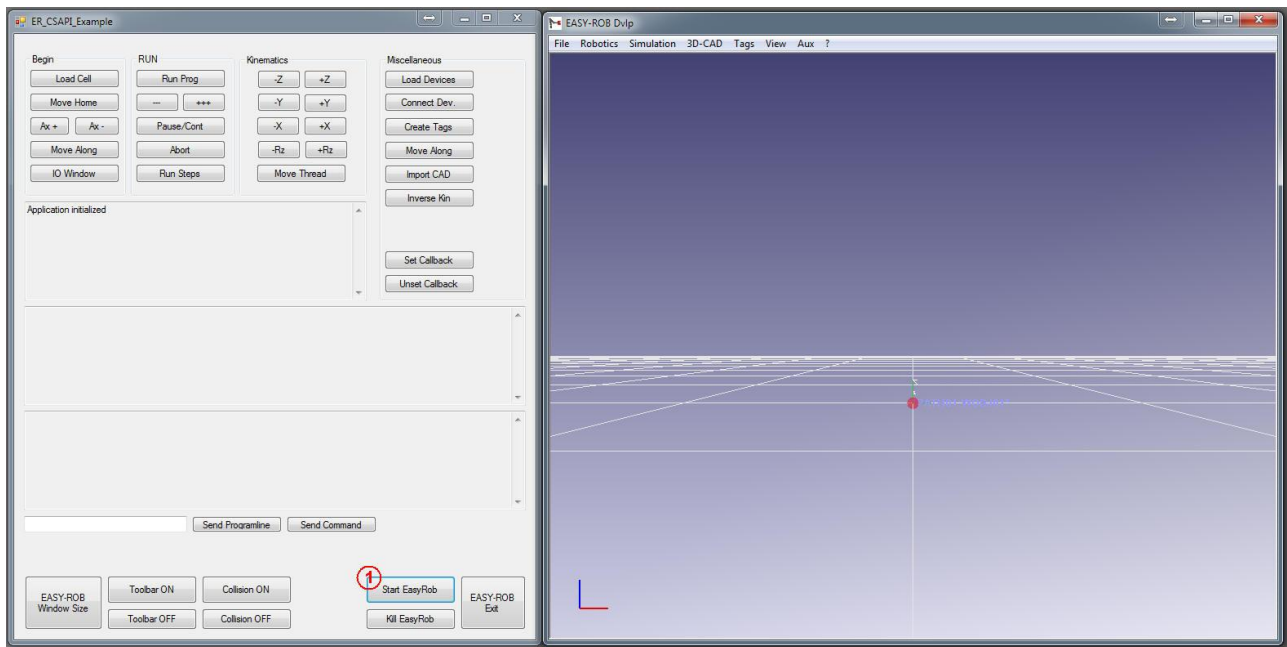 ER_CSAPI_Example
Begin
Load Cell
Move Home
Ax +
Ax -
Move Along
IO Window
RUN
Run Prog
---
+++
Pause/Cont
Abort
Run Steps
Kinematics
-Z
+Z
-Y
+Y
-X
+X
-Rz
+Rz
Move Thread
Miscellaneous
Load Devices
Connect Dev.
Create Tags
Move Along
Import CAD
Inverse Kin
Set Callback
Unset Callback
Application initialized
Send Programline
Send Command
EASY-ROB
Window Size
Toolbar ON
Toolbar OFF
Collision ON
Collision OFF
1
Start EasyRob
Kill EasyRob
EASY-ROB
Exit
EASY-ROB Dvlp
File Robotics Simulation 3D-CAD Tags View Aux ?